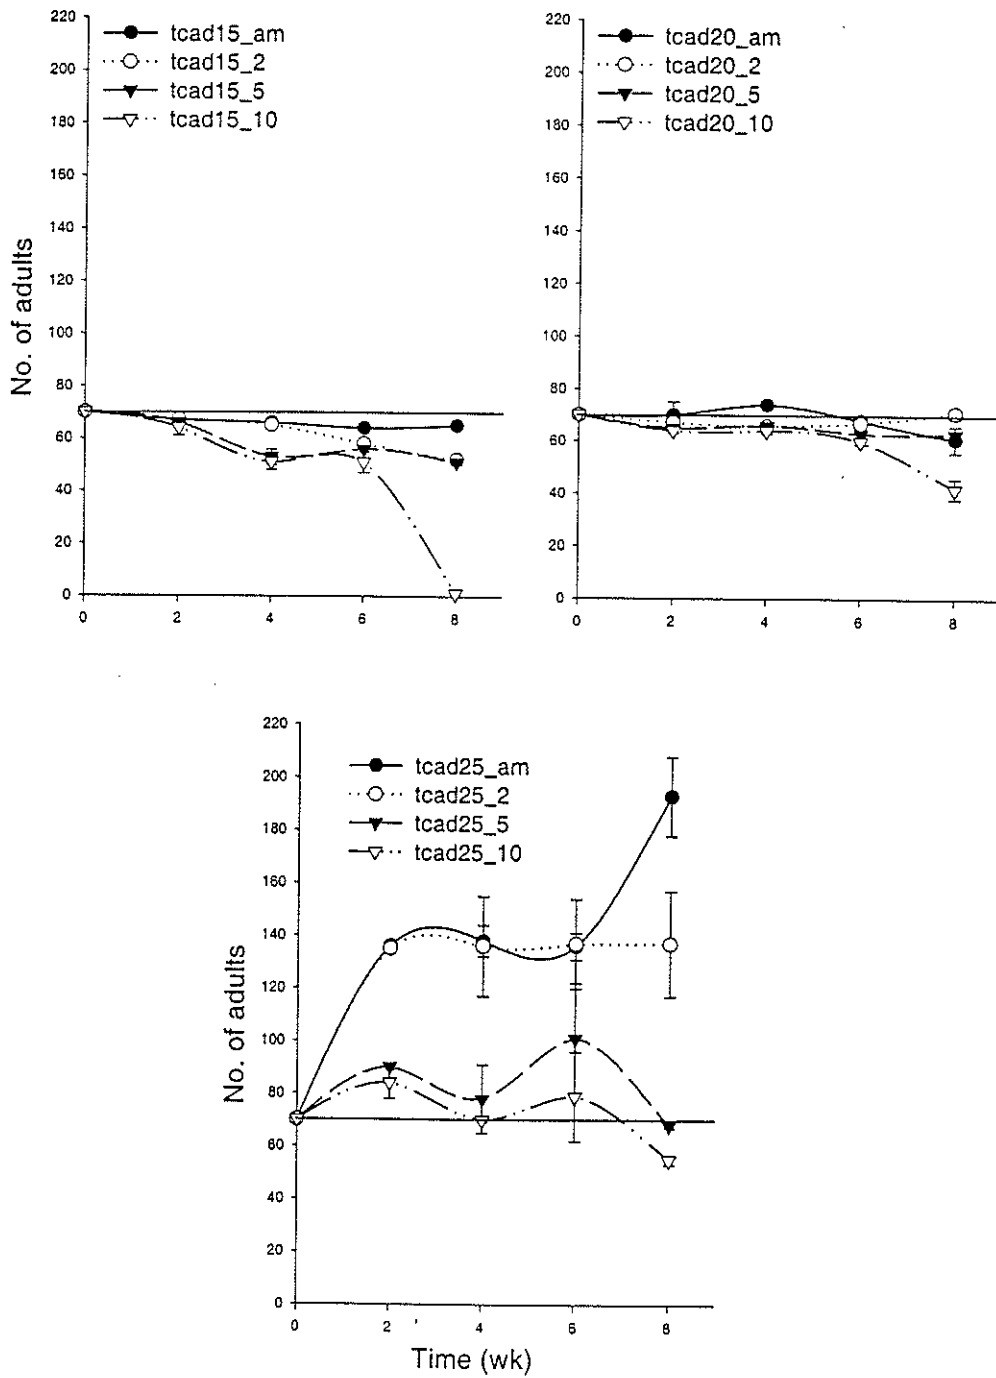 220
200
180
160
140
120
100
80
60
40
20
0
No. of adults
tcad15_am
tcad15_2
tcad15_5
tcad15_10
0 2 4 6 8
220
200
180
160
140
120
100
80
60
40
20
0
tcad20_am
tcad20_2
tcad20_5
tcad20_10
0 2 4 6 8
220
200
180
160
140
120
100
80
60
40
20
0
No. of adults
tcad25_am
tcad25_2
tcad25_5
tcad25_10
0 2 4 6 8
Time (wk)